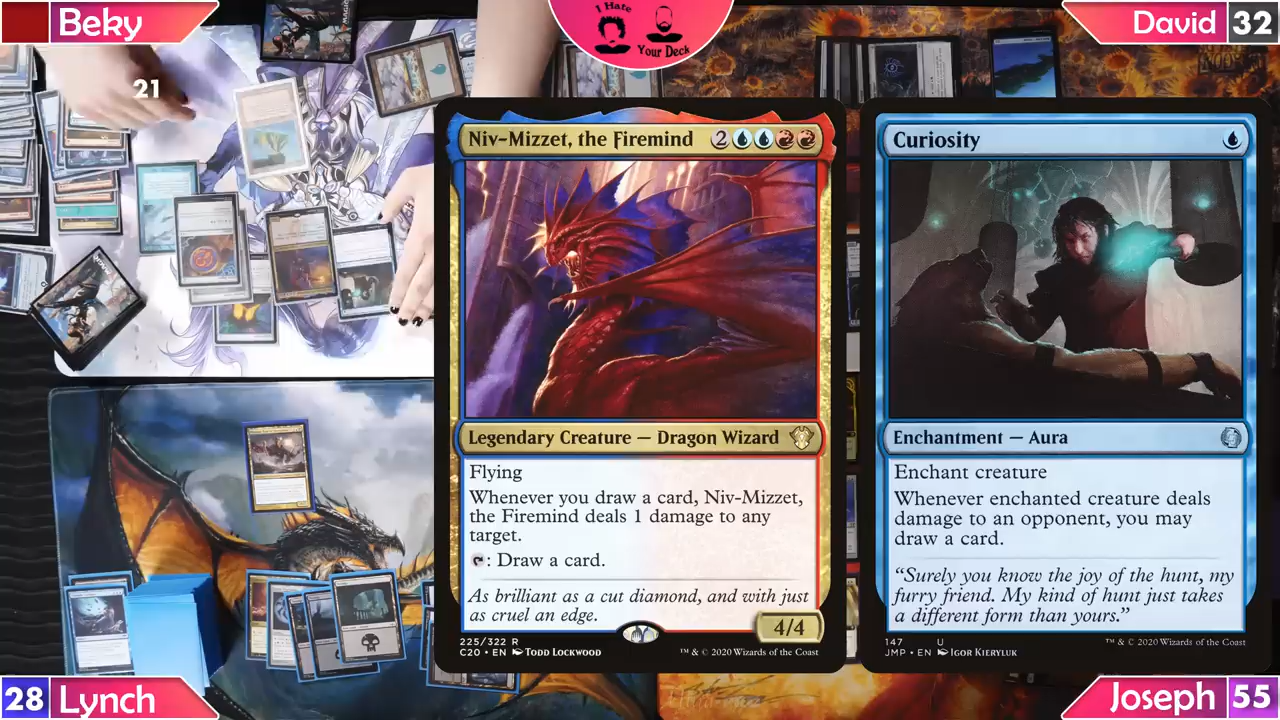 Beky
21
I Hate
Your Deck
David 32
Niv-Mizzet, the Firemind 2
Legendary Creature — Dragon Wizard
Flying
Whenever you draw a card, Niv-Mizzet,
the Firemind deals 1 damage to any
target.
: Draw a card.
As brilliant as a cut diamond, and with just
as cruel an edge.
4/4
225/322 R
C20 • EN Todd Lockwood
™ & © 2020 Wizards of the Coast
Curiosity
Enchantment — Aura
Enchant creature
Whenever enchanted creature deals
damage to an opponent, you may
draw a card.
“Surely you know the joy of the hunt, my
furry friend. My kind of hunt just takes
a different form than yours.”
147 U
JMP • EN Igor Kieryluk
™ & © 2020 Wizards of the Coast
28 Lynch
Joseph 55